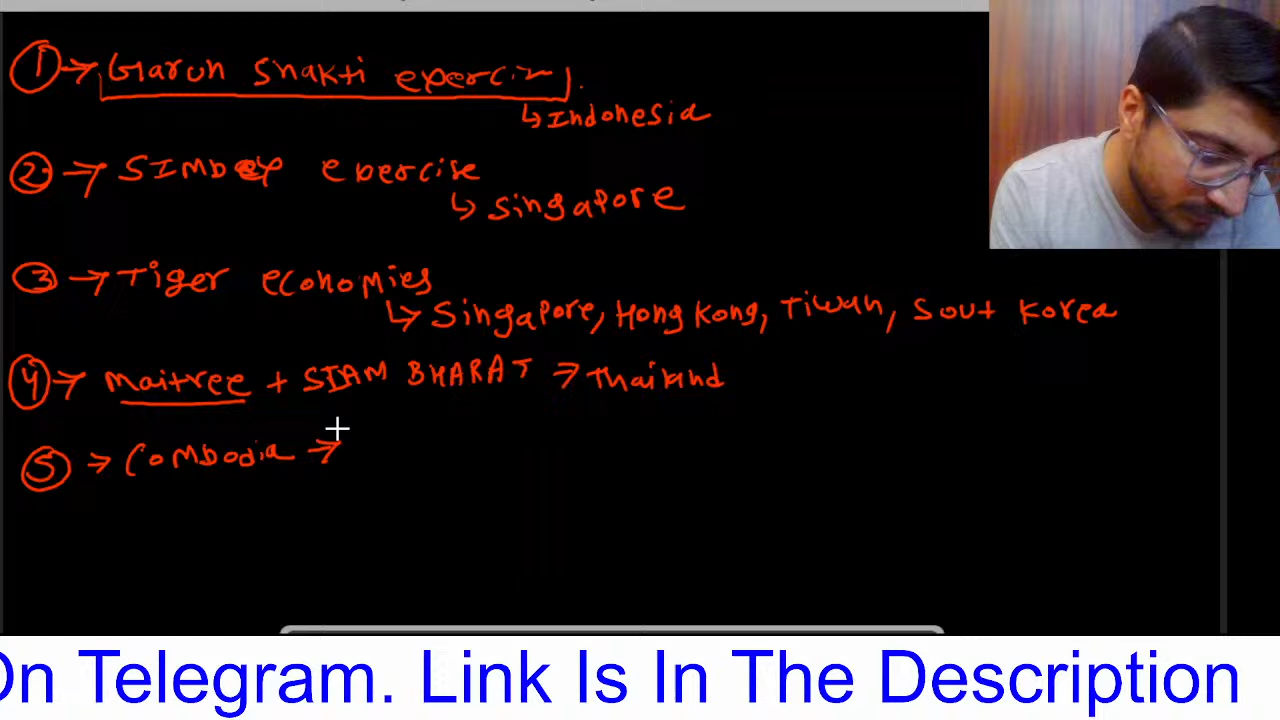 ① → Garun Shakti exercise.
↳ Indonesia
② → SIMBEX exercise
↳ Singapore
③ → Tiger economies
↳ Singapore, Hong Kong, Tiwan, Sout Korea
④ → Maitree + SIAM BHARAT → Thailand
⑤ → Combodia →
On Telegram. Link Is In The Description